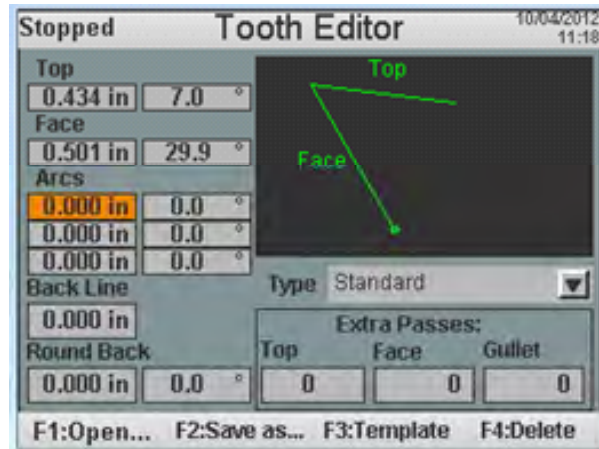 Stopped Tooth Editor 10/04/2012
11:18
Top
0.434 in 7.0 °
Face
0.501 in 29.9 °
Arcs
0.000 in 0.0 °
0.000 in 0.0 °
0.000 in 0.0 °
Back Line
0.000 in
Round Back
0.000 in 0.0 °
Top
Face
Type Standard
Extra Passes:
Top Face Gullet
0 0 0
F1:Open... F2:Save as... F3:Template F4:Delete